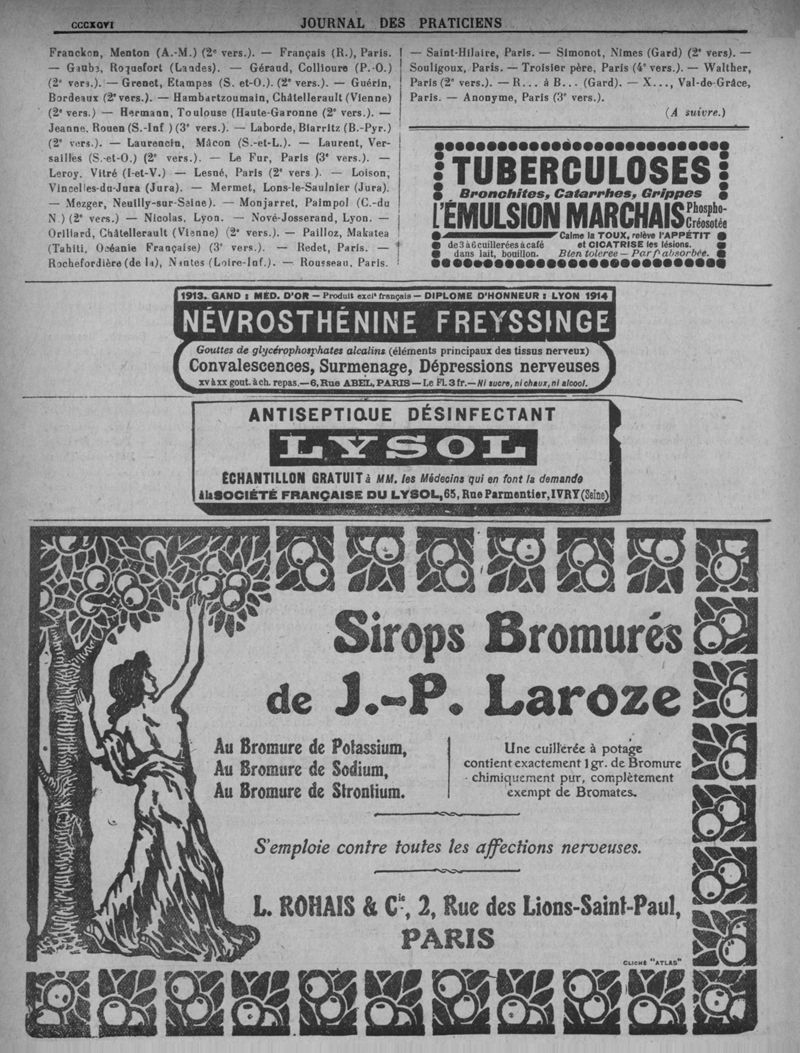 CCCXGVI
JOURNAL DES PRATICIENS
Franckon, Menton (A.-M.) (2e vers.). — Français (R.), Paris.
— Gaube, Roquefort (Landes). — Géraud, Collioure (P.-O.)
(2e vers.). — Grenet, Etampes (S. et-O.). (2e vers.). — Guérin,
Bordeaux (2e vers.). — Hambartzoumain, Châtellerault (Vienne)
(2e vers.) — Hermann, Toulouse (Haute-Garonne (2e vers.). —
Jeanne, Rouen (S.-Inf ) (3e vers.). — Laborde, Biarritz (B.-Pyr.)
(2e vers.). — Laurencin, Mâcon (S.-et-L.). — Laurent, Ver-
sailles (S.-et-O.) (2e vers.). — Le Fur, Paris (3e vers.). —
Leroy, Vitré (I-et-V.) — Lesné, Paris (2e vers ). — Loison,
Vincelles-du-Jura (Jura). — Mermet, Lons-le-Saulnier (Jura).
— Mezger, Neuilly-sur-Seine). — Monjarret, Paimpol (C.-du
N ) (2e vers.) — Nicolas, Lyon. — Nové-Josserand, Lyon. —
Orillard, Châtellerault (Vienne) (2e vers.). — Pailloz, Makatea
(Tahiti, Océanie Française) (3e vers.). — Redet, Paris. —
Rochefordière (de la), Nantes (Loire-Inf.). — Rousseau, Paris.
— Saint-Hilaire, Paris. — Simonot, Nîmes (Gard) (2e vers). —
Souligoux, Paris. — Troisier père, Paris (4e vers.). — Walther,
Paris (2e vers.). — R... à B... (Gard). — X..., Val-de-Grâce,
Paris. — Anonyme, Paris (3e vers.).
(A suivre.)
TUBERCULOSES
Bronchites, Catarrhes, Grippes
L'ÉMULSION MARCHAIS Phospho-Créosotée
Calme la TOUX, relève l'APPÉTIT
de 3 à 6 cuillerées à café et CICATRISE les lésions.
dans lait, bouillon. Bien tolérée — Parft absorbée.
1913. GAND : MÉD. D'OR — Produit exclt français — DIPLOME D'HONNEUR : LYON 1914
NÉVROSTHÉNINE FREYSSINGE
Gouttes de glycérophosphates alcalins (éléments principaux des tissus nerveux)
Convalescences, Surmenage, Dépressions nerveuses
XV à XX gout. à ch. repas. — 6, Rue ABEL, PARIS — Le Fl. 3 fr. — Ni sucre, ni chaux, ni alcool.
ANTISEPTIQUE DÉSINFECTANT
LYSOL
ÉCHANTILLON GRATUIT à MM. les Médecins qui en font la demande
à la SOCIÉTÉ FRANÇAISE DU LYSOL, 65, Rue Parmentier, IVRY (Seine)
Sirops Bromurés
de J.-P. Laroze
Au Bromure de Potassium,
Au Bromure de Sodium,
Au Bromure de Strontium.
Une cuillerée à potage
contient exactement 1 gr. de Bromure
chimiquement pur, complètement
exempt de Bromates.
S'emploie contre toutes les affections nerveuses.
L. ROHAIS & Cie, 2, Rue des Lions-Saint-Paul,
PARIS
CLICHÉ "ATLAS"